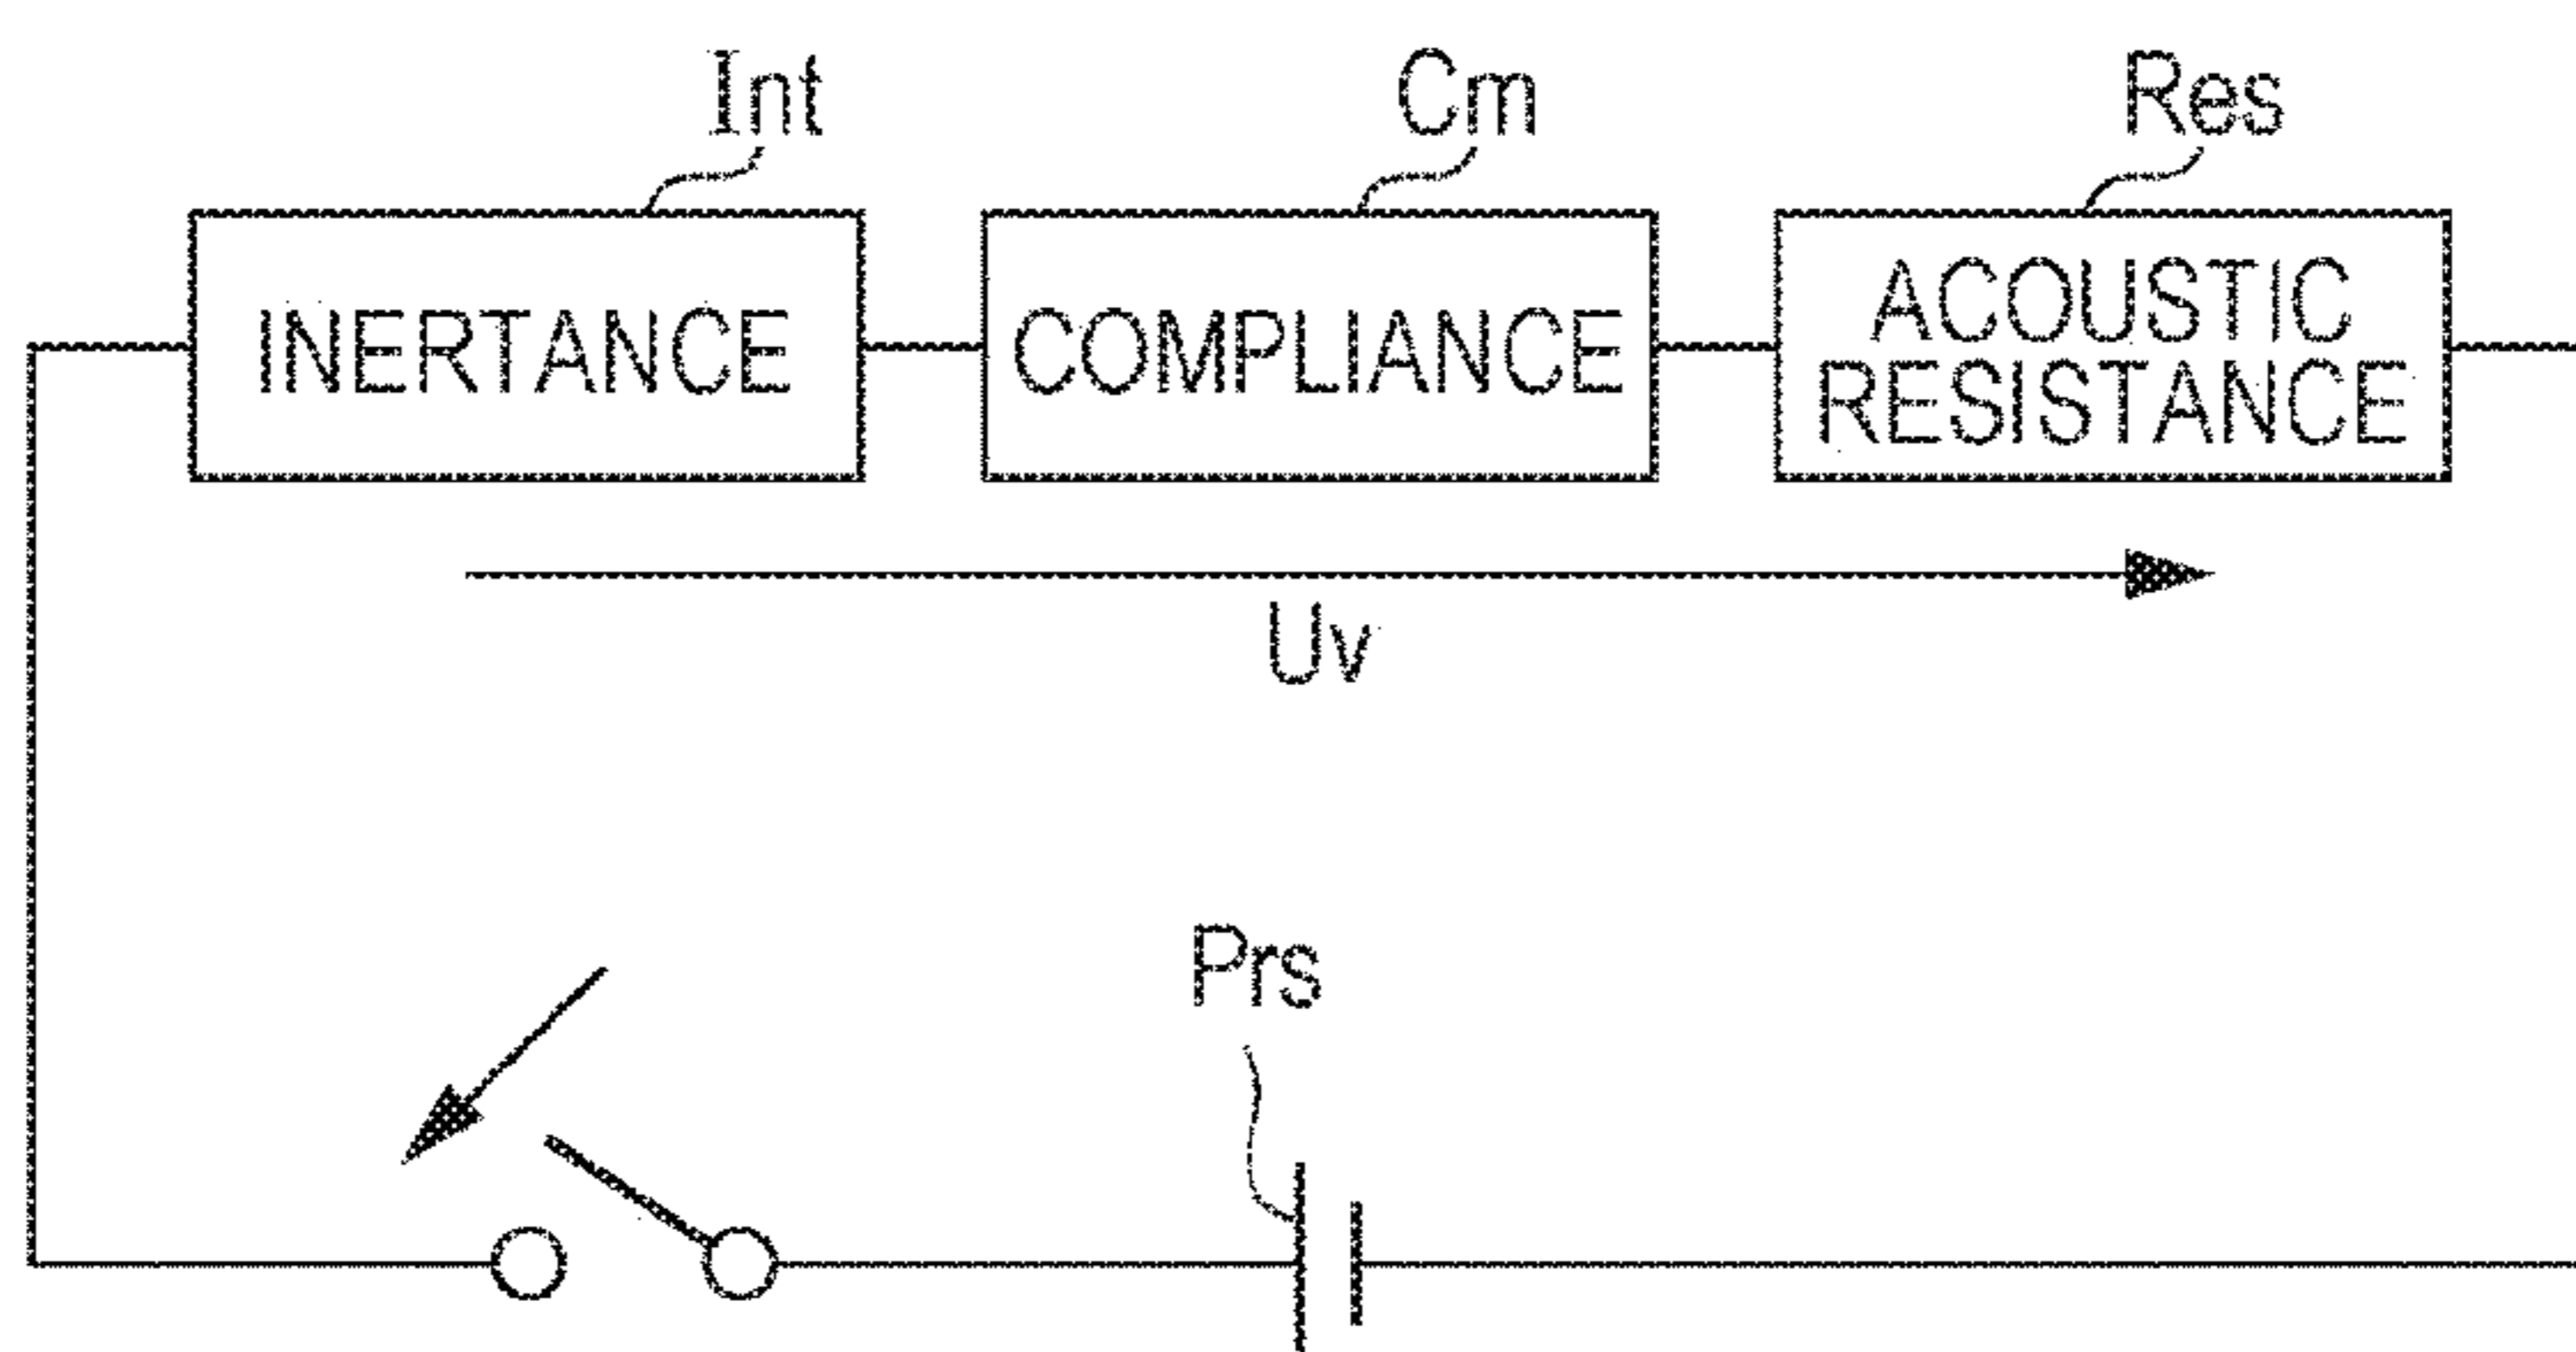 Int
Cm
Res
INERTANCE
COMPLIANCE
ACOUSTIC
RESISTANCE
Uv
Prs